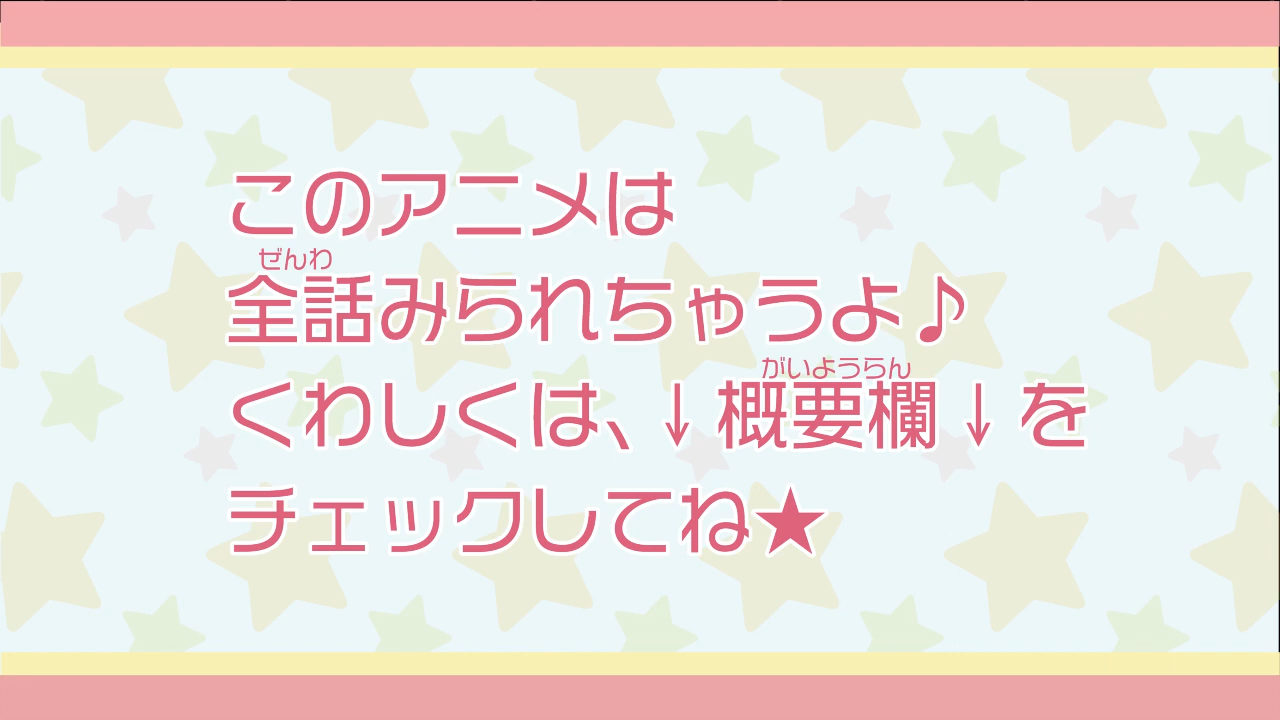 このアニメは
ぜんわ
全話みられちゃうよ♪
がいようらん
くわしくは、↓概要欄↓を
チェックしてね★